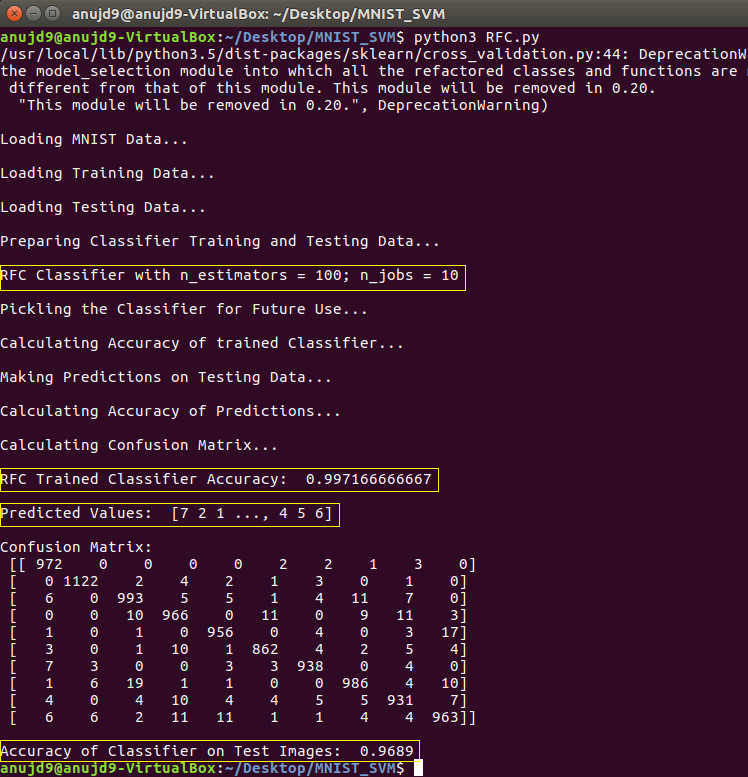 anujd9@anujd9-VirtualBox: ~/Desktop/MNIST_SVM
anujd9@anujd9-VirtualBox:~/Desktop/MNIST_SVM$ python3 RFC.py
/usr/local/lib/python3.5/dist-packages/sklearn/cross_validation.py:44: DeprecationW
the model_selection module into which all the refactored classes and functions are
different from that of this module. This module will be removed in 0.20.
"This module will be removed in 0.20.", DeprecationWarning)
Loading MNIST Data...
Loading Training Data...
Loading Testing Data...
Preparing Classifier Training and Testing Data...
RFC Classifier with n_estimators = 100; n_jobs = 10
Pickling the Classifier for Future Use...
Calculating Accuracy of trained Classifier...
Making Predictions on Testing Data...
Calculating Accuracy of Predictions...
Calculating Confusion Matrix...
RFC Trained Classifier Accuracy:  0.997166666667
Predicted Values:  [7 2 1 ..., 4 5 6]
Confusion Matrix:
[[ 972    0    0    0    0    2    2    1    3    0]
[   0 1122    2    4    2    1    3    0    1    0]
[   6    0  993    5    5    1    4   11    7    0]
[   0    0   10  966    0   11    0    9   11    3]
[   1    0    1    0  956    0    4    0    3   17]
[   3    0    1   10    1  862    4    2    5    4]
[   7    3    0    0    3    3  938    0    4    0]
[   1    6   19    1    1    0    0  986    4   10]
[   4    0    4   10    4    4    5    5  931    7]
[   6    6    2   11   11    1    1    4    4  963]]
Accuracy of Classifier on Test Images:  0.9689
anujd9@anujd9-VirtualBox:~/Desktop/MNIST_SVM$